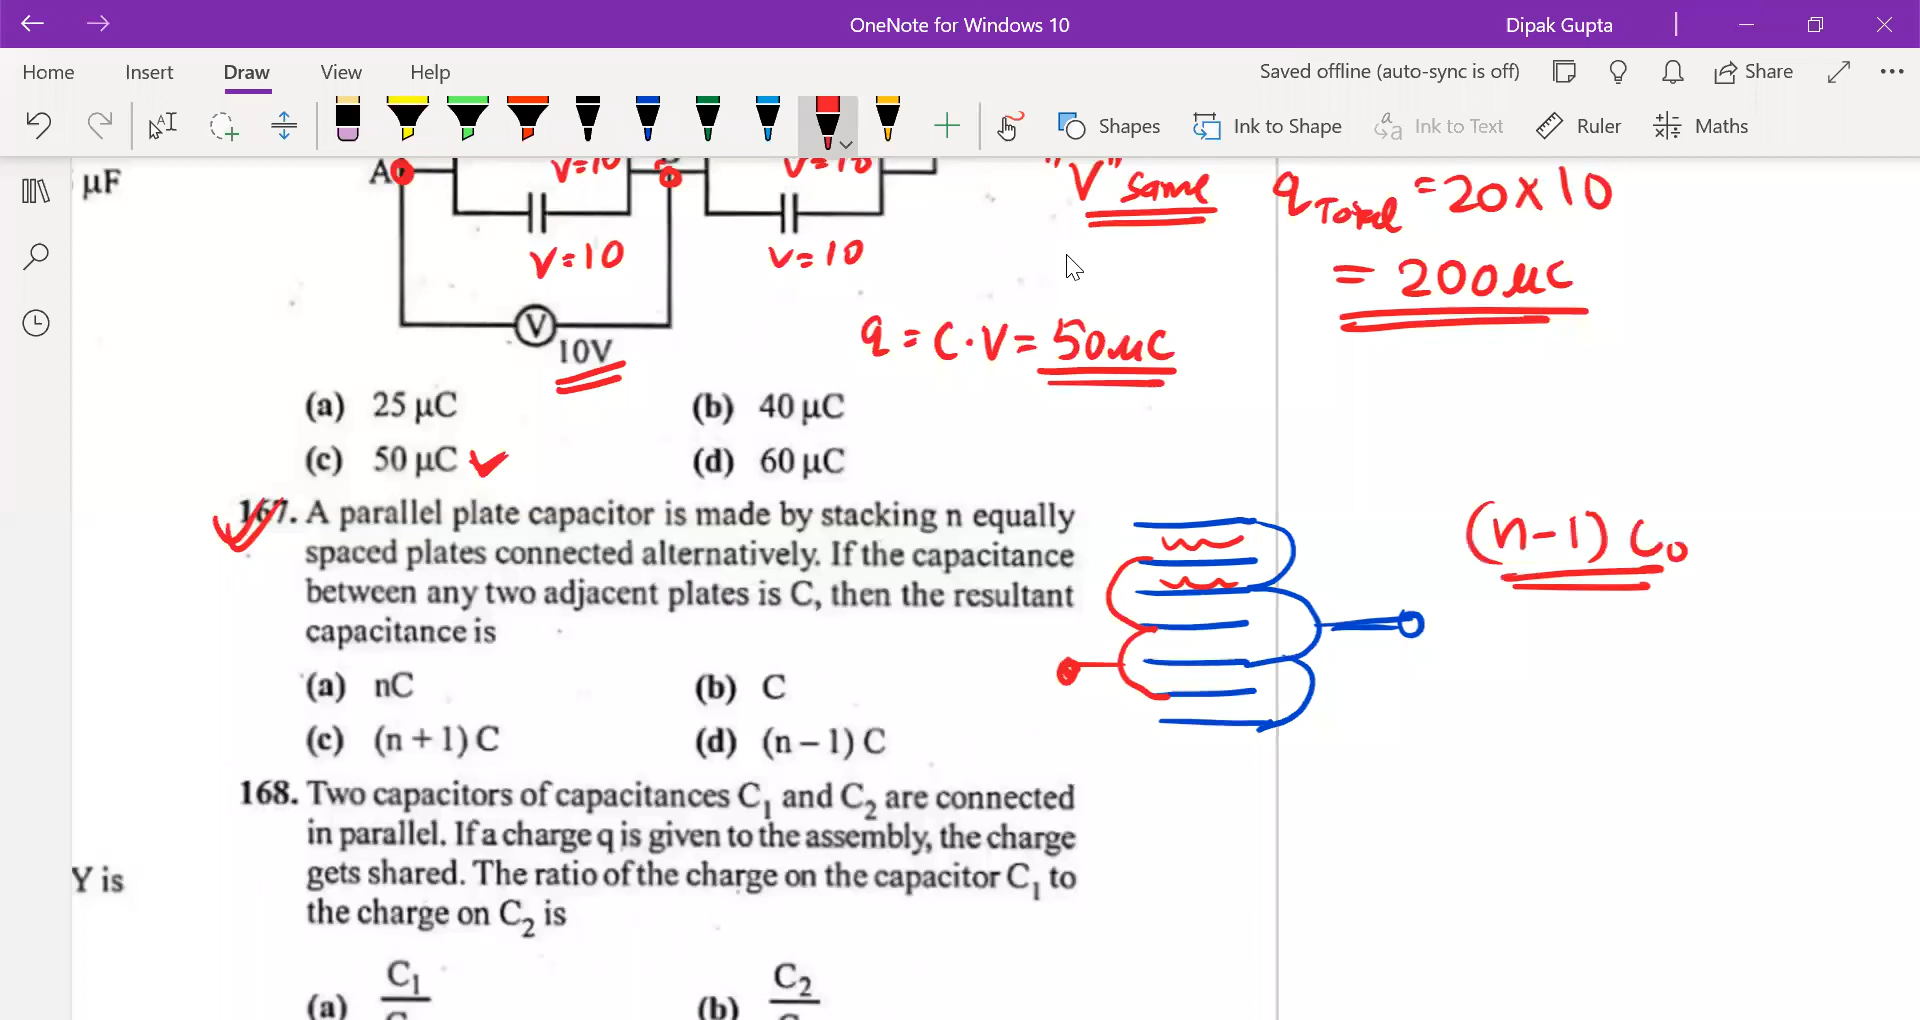 OneNote for Windows 10
Dipak Gupta
Home Insert Draw View Help
Saved offline (auto-sync is off) Share
Shapes Ink to Shape Ink to Text Ruler Maths
μF
A
V=10
V=10
"V" same
q Total = 20 × 10
V=10
V=10
= 200 μC
V
10V
q = C·V = 50 μC
(a) 25 μC (b) 40 μC
(c) 50 μC (d) 60 μC
167. A parallel plate capacitor is made by stacking n equally
spaced plates connected alternatively. If the capacitance
between any two adjacent plates is C, then the resultant
capacitance is
(n-1) C₀
(a) nC (b) C
(c) (n + 1) C (d) (n – 1) C
168. Two capacitors of capacitances C₁ and C₂ are connected
in parallel. If a charge q is given to the assembly, the charge
gets shared. The ratio of the charge on the capacitor C₁ to
the charge on C₂ is
Y is
(a) C₁ (b) C₂